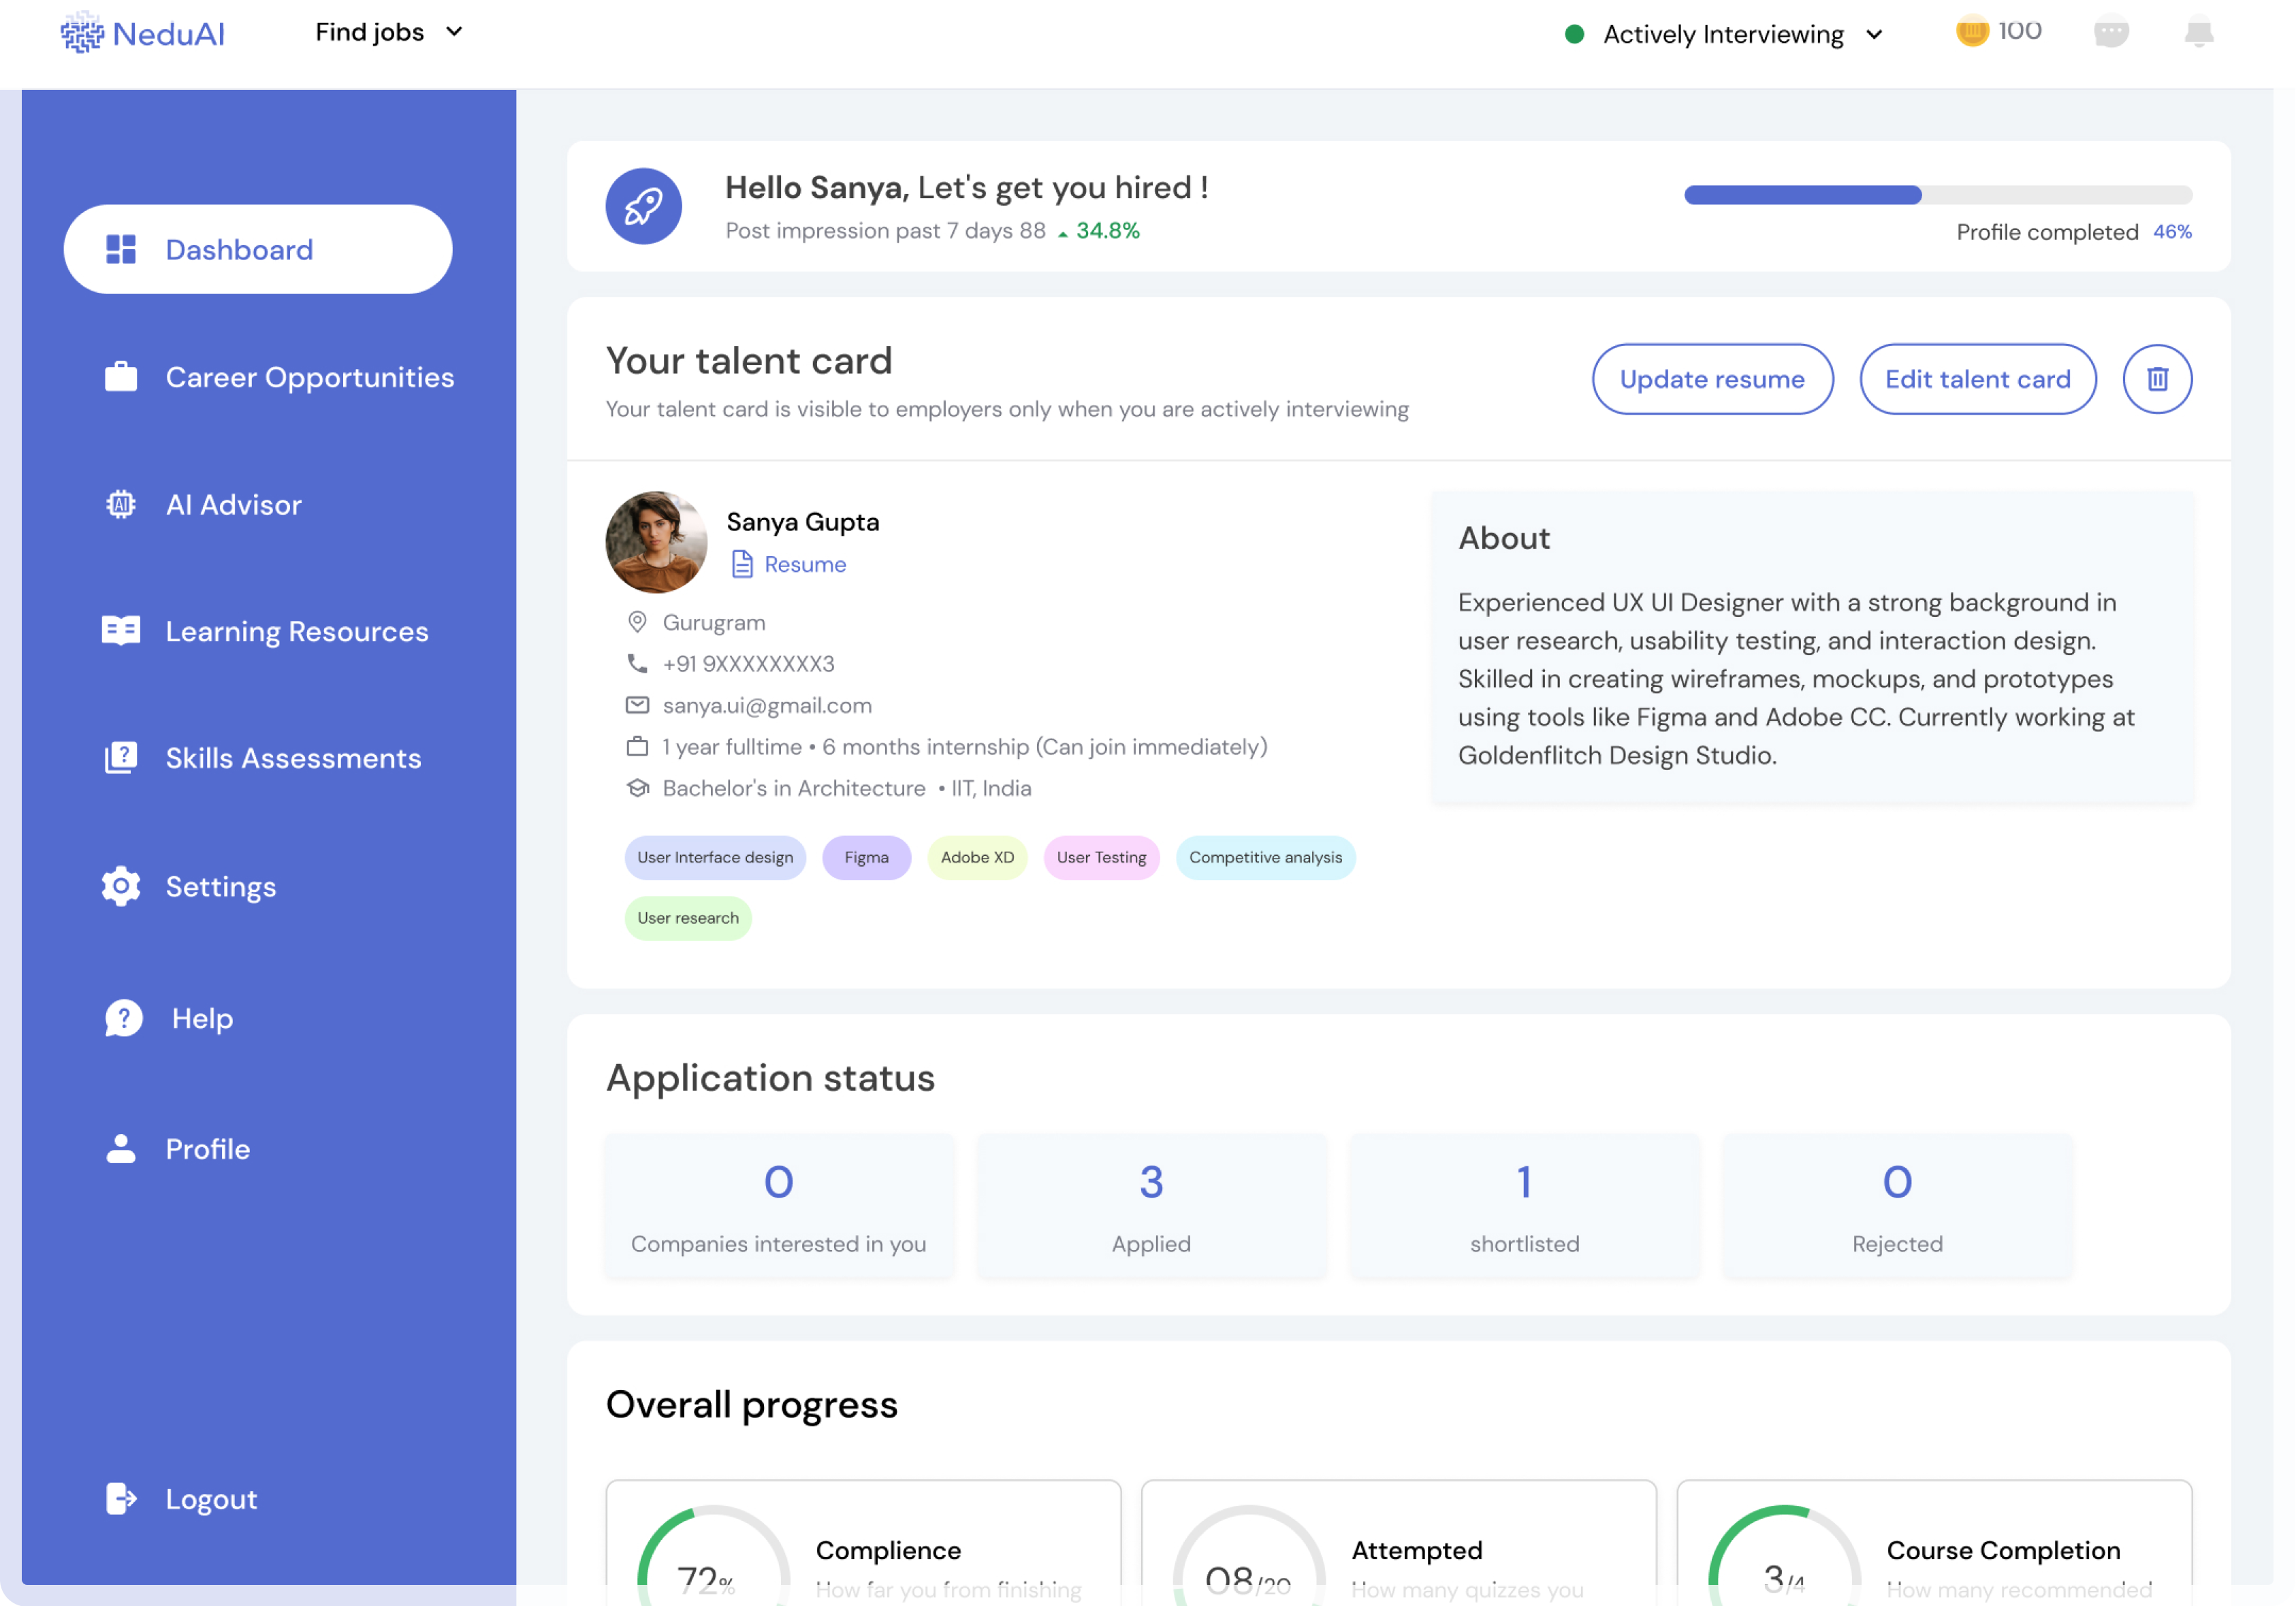 NeduAI
Find jobs
Actively Interviewing
100
Dashboard
Career Opportunities
AI Advisor
Learning Resources
Skills Assessments
Settings
Help
Profile
Logout
Hello Sanya, Let's get you hired !
Post impression past 7 days 88 34.8%
Profile completed 46%
Your talent card
Your talent card is visible to employers only when you are actively interviewing
Update resume
Edit talent card
Sanya Gupta
Resume
Gurugram
+91 9XXXXXXXX3
sanya.ui@gmail.com
1 year fulltime • 6 months internship (Can join immediately)
Bachelor's in Architecture • IIT, India
User Interface design
Figma
Adobe XD
User Testing
Competitive analysis
User research
About
Experienced UX UI Designer with a strong background in
user research, usability testing, and interaction design.
Skilled in creating wireframes, mockups, and prototypes
using tools like Figma and Adobe CC. Currently working at
Goldenflitch Design Studio.
Application status
0
Companies interested in you
3
Applied
1
shortlisted
0
Rejected
Overall progress
72%
Complience
How far you from finishing
08/20
Attempted
How many quizzes you
3/4
Course Completion
How many recommended